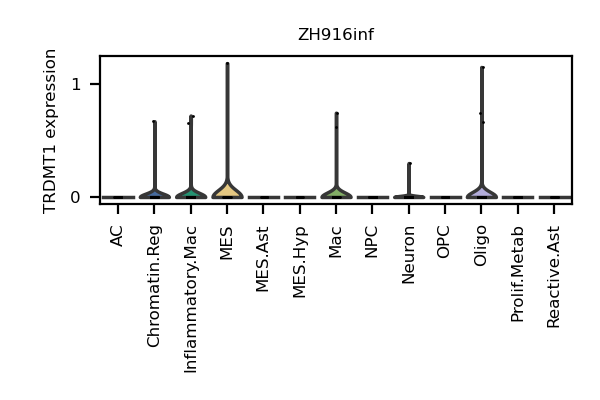 ZH916inf
TRDMT1 expression
1
0
AC
Chromatin.Reg
Inflammatory.Mac
MES
MES.Ast
MES.Hyp
Mac
NPC
Neuron
OPC
Oligo
Prolif.Metab
Reactive.Ast